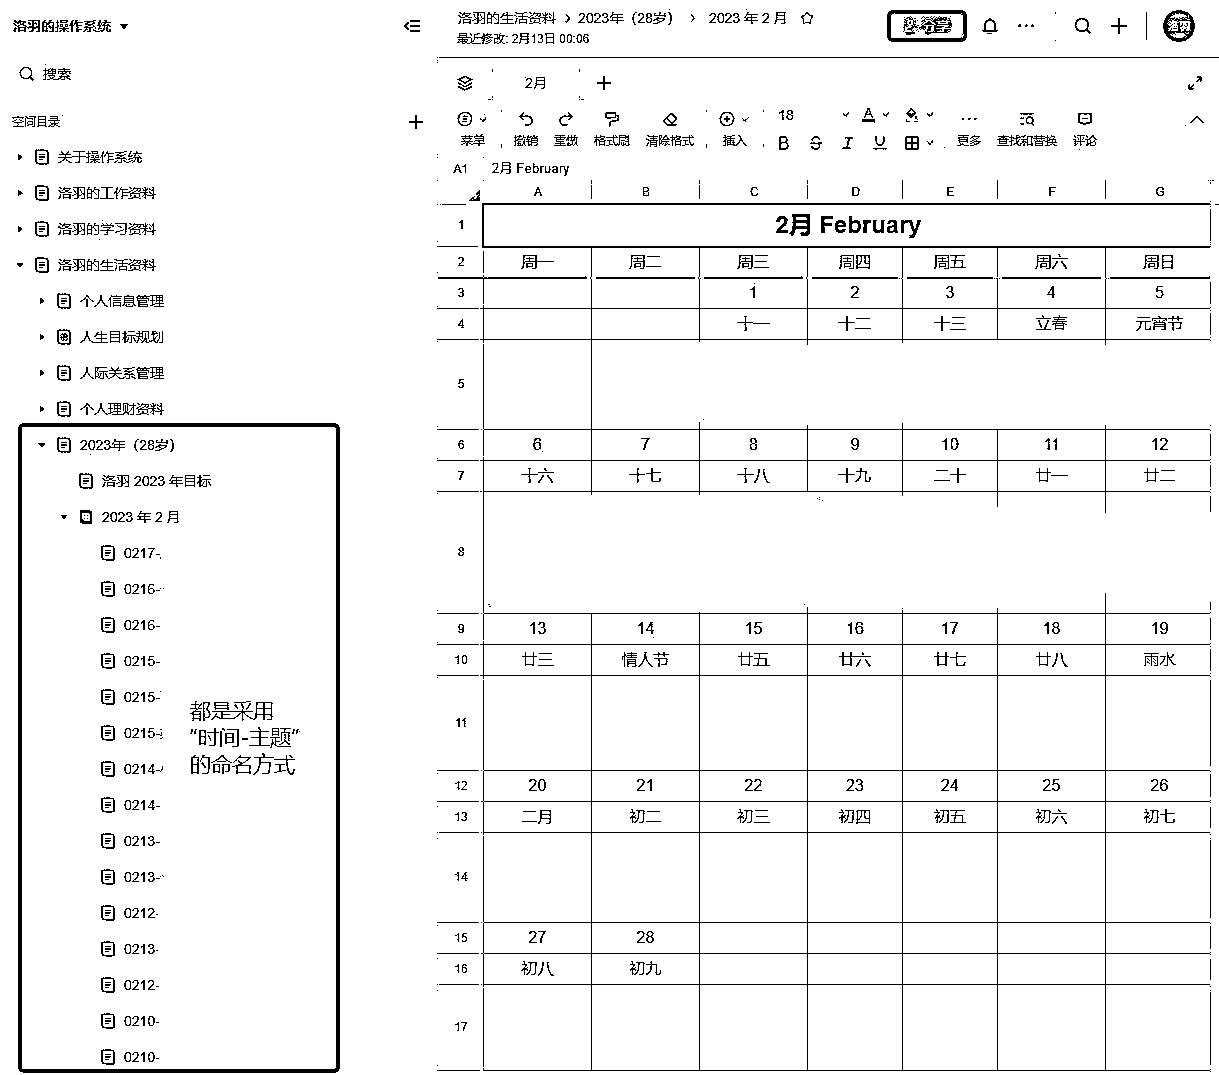 洛羽的操作系统
搜索
空间目录
关于操作系统
洛羽的工作资料
洛羽的学习资料
洛羽的生活资料
个人信息管理
人生目标规划
人际关系管理
个人理财资料
2023年（28岁）
洛羽 2023 年目标
2023 年 2 月
0217-
0216-
0216-
0215-
0215-
0215-
0214-
0214-
0213-
0213-
0212-
0213-
0212-
0210-
0210-
都是采用
“时间-主题”
的命名方式
洛羽的生活资料 › 2023年（28岁） › 2023 年 2 月
最近修改: 2月13日 00:06
分享
2月
菜单 撤销 重做 格式刷 清除格式 插入 18 A B S I U 更多 查找和替换 评论
A1 2月 February
A B C D E F G
1 2月 February
2 周一 周二 周三 周四 周五 周六 周日
3 1 2 3 4 5
4 十一 十二 十三 立春 元宵节
5
6 6 7 8 9 10 11 12
7 十六 十七 十八 十九 二十 廿一 廿二
8
9 13 14 15 16 17 18 19
10 廿三 情人节 廿五 廿六 廿七 廿八 雨水
11
12 20 21 22 23 24 25 26
13 二月 初二 初三 初四 初五 初六 初七
14
15 27 28
16 初八 初九
17